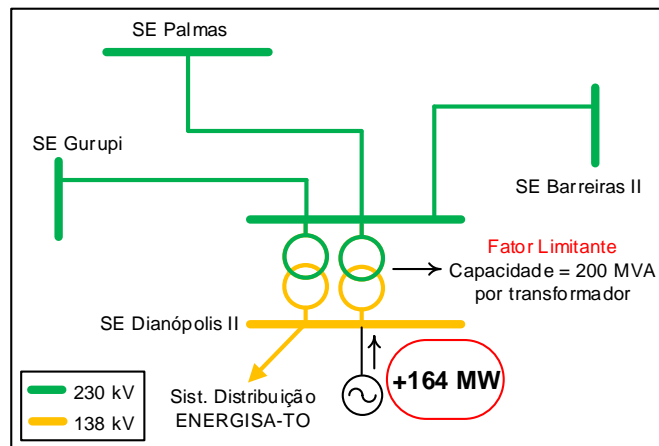 SE Palmas
SE Gurupi
SE Barreiras II
Fator Limitante
Capacidade = 200 MVA
por transformador
SE Dianópolis II
+164 MW
230 kV
138 kV
Sist. Distribuição
ENERGISA-TO